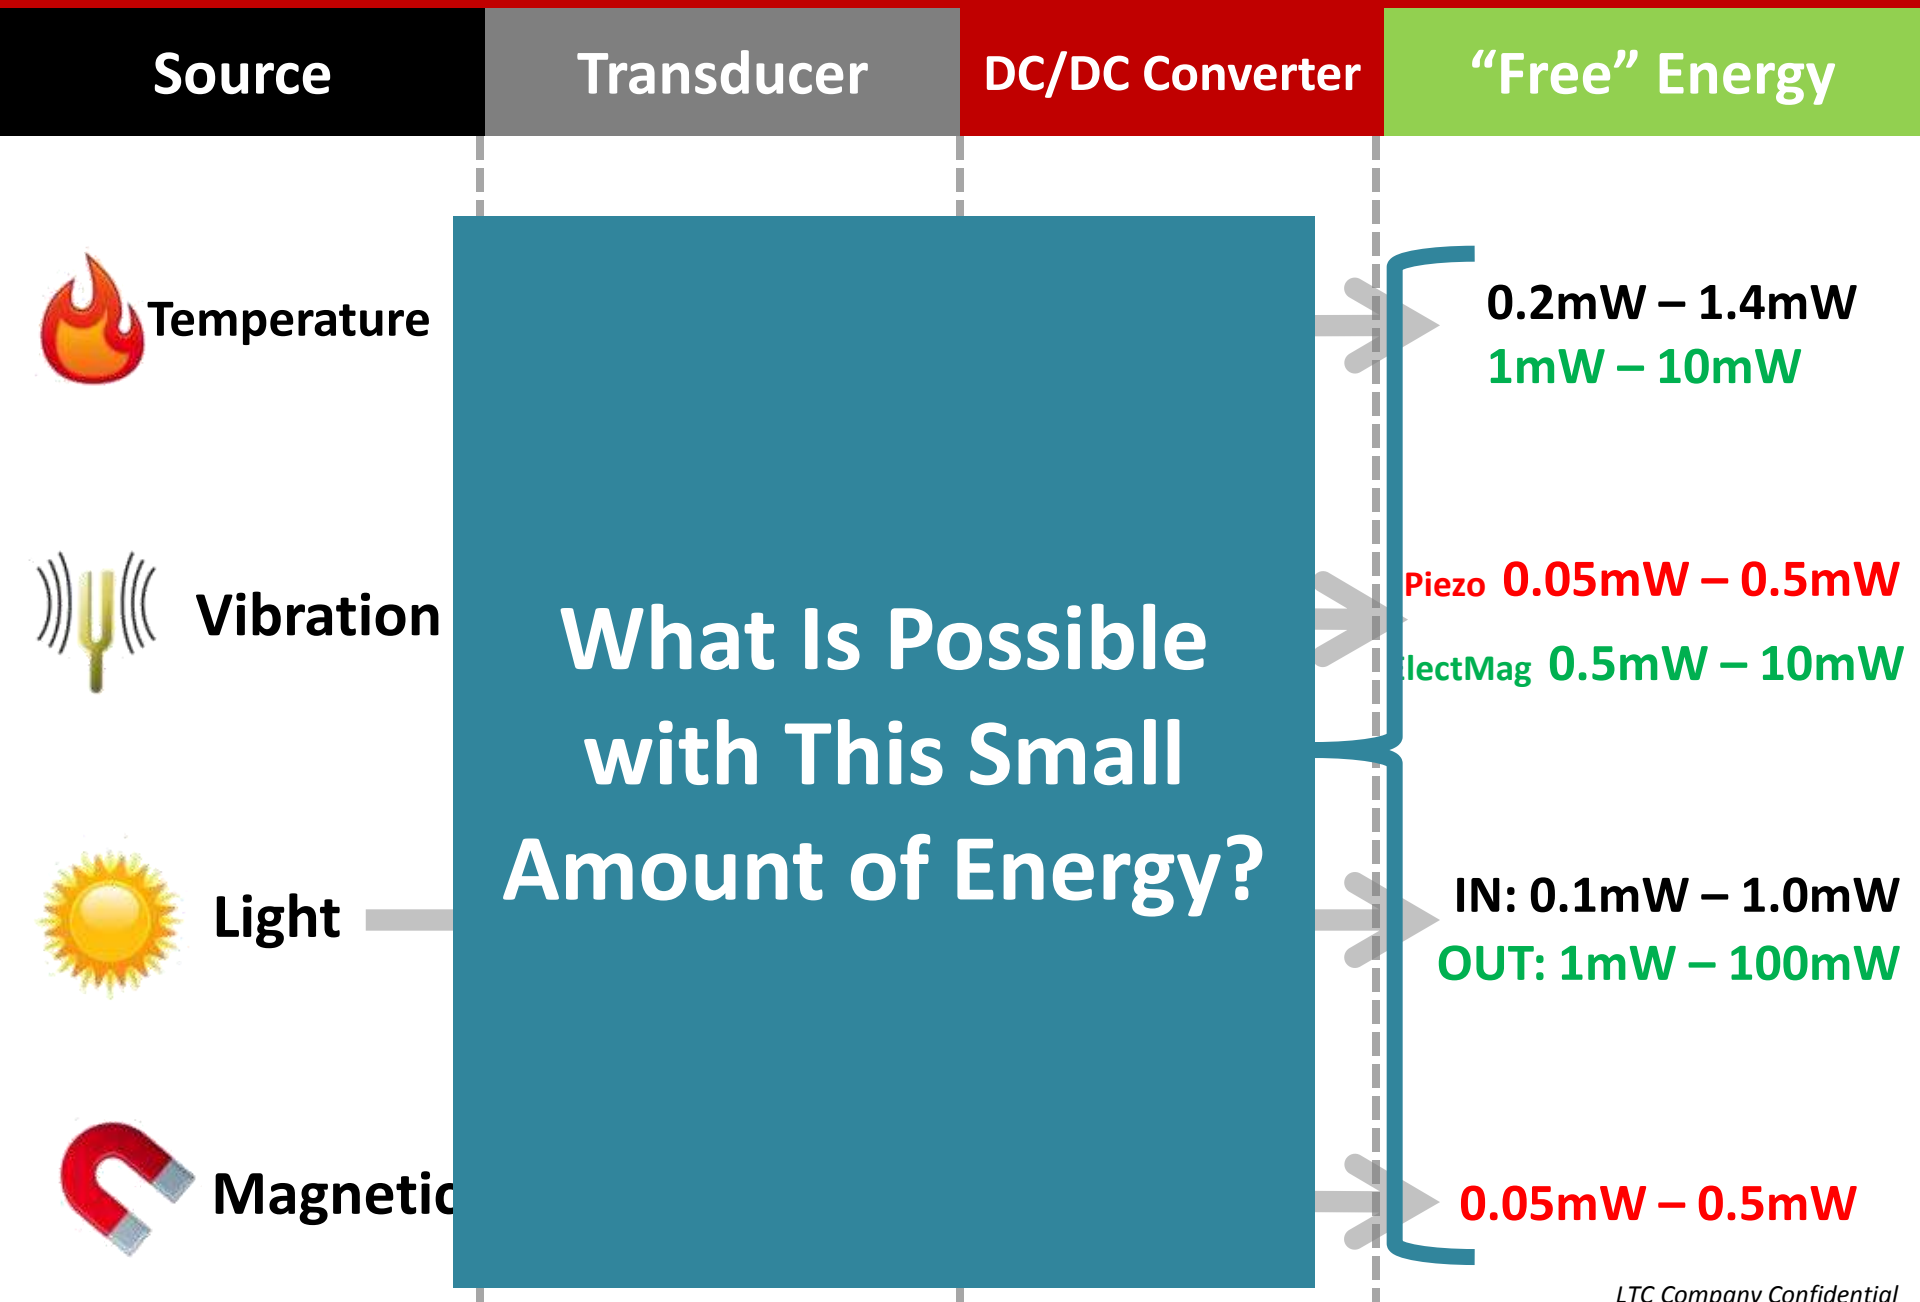 Source
Transducer
DC/DC Converter
“Free” Energy
Temperature
0.2mW – 1.4mW
1mW – 10mW
Vibration
Piezo 0.05mW – 0.5mW
lectMag 0.5mW – 10mW
What Is Possible
with This Small
Amount of Energy?
Light
IN: 0.1mW – 1.0mW
OUT: 1mW – 100mW
Magnetic
0.05mW – 0.5mW
LTC Company Confidential